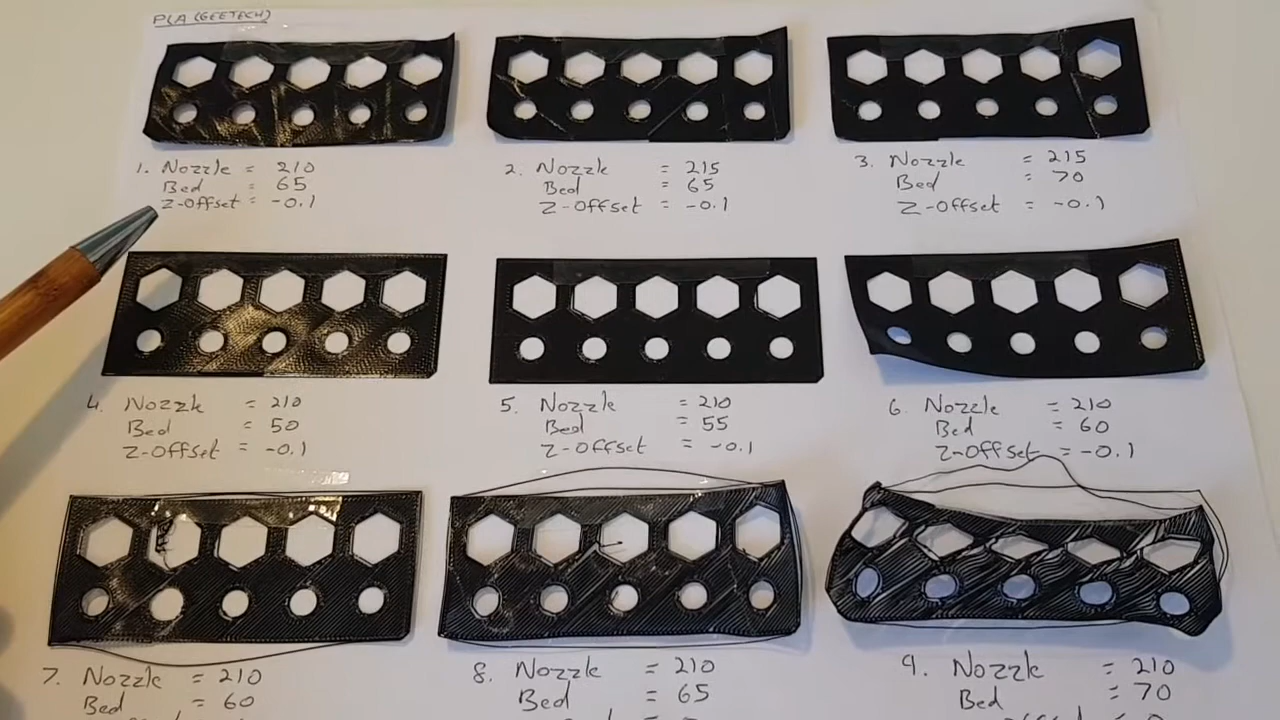 PLA (GEETECH)
1. Nozzle = 210
Bed = 65
Z-Offset = -0.1
2. Nozzle = 215
Bed = 65
Z-Offset = -0.1
3. Nozzle = 215
Bed = 70
Z-Offset = -0.1
4. Nozzle = 210
Bed = 50
Z-Offset = -0.1
5. Nozzle = 210
Bed = 55
Z-Offset = -0.1
6. Nozzle = 210
Bed = 60
Z-Offset = -0.1
7. Nozzle = 210
Bed = 60
8. Nozzle = 210
Bed = 65
9. Nozzle = 210
Bed = 70